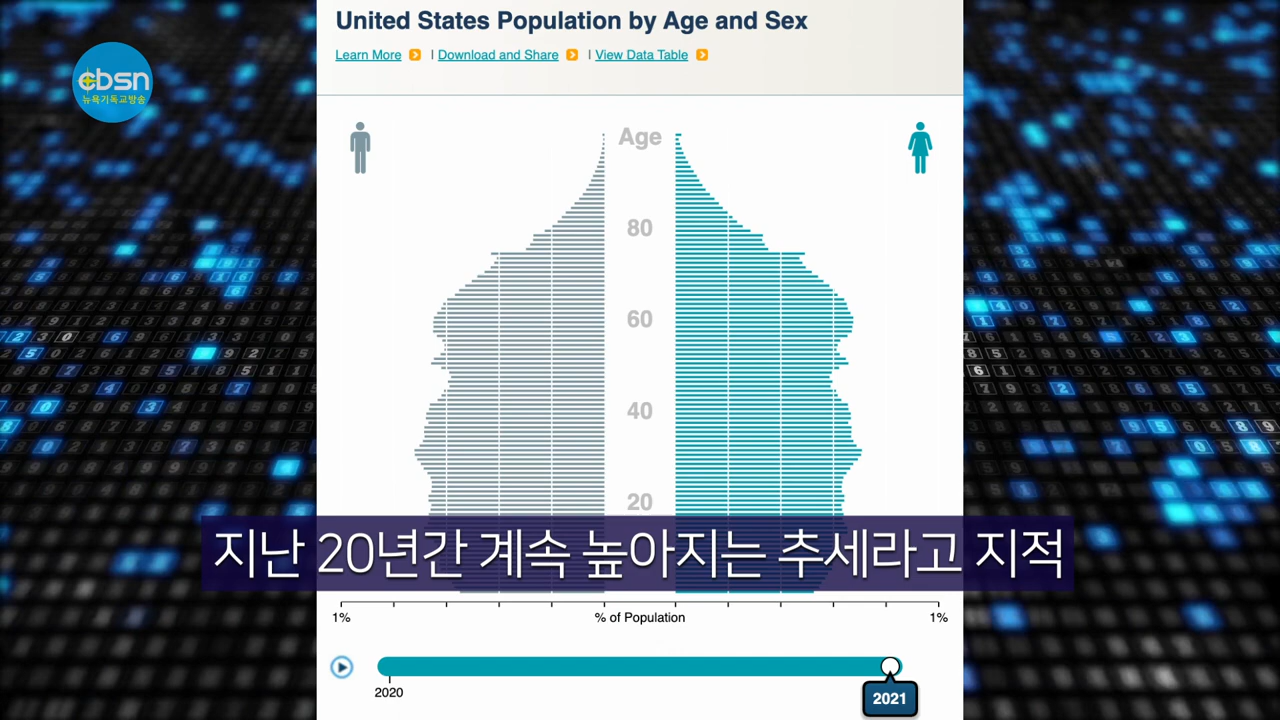 United States Population by Age and Sex
Learn More | Download and Share | View Data Table
cbsn
뉴욕기독교방송
Age
80
60
40
20
지난 20년간 계속 높아지는 추세라고 지적
1% % of Population 1%
2020
2021